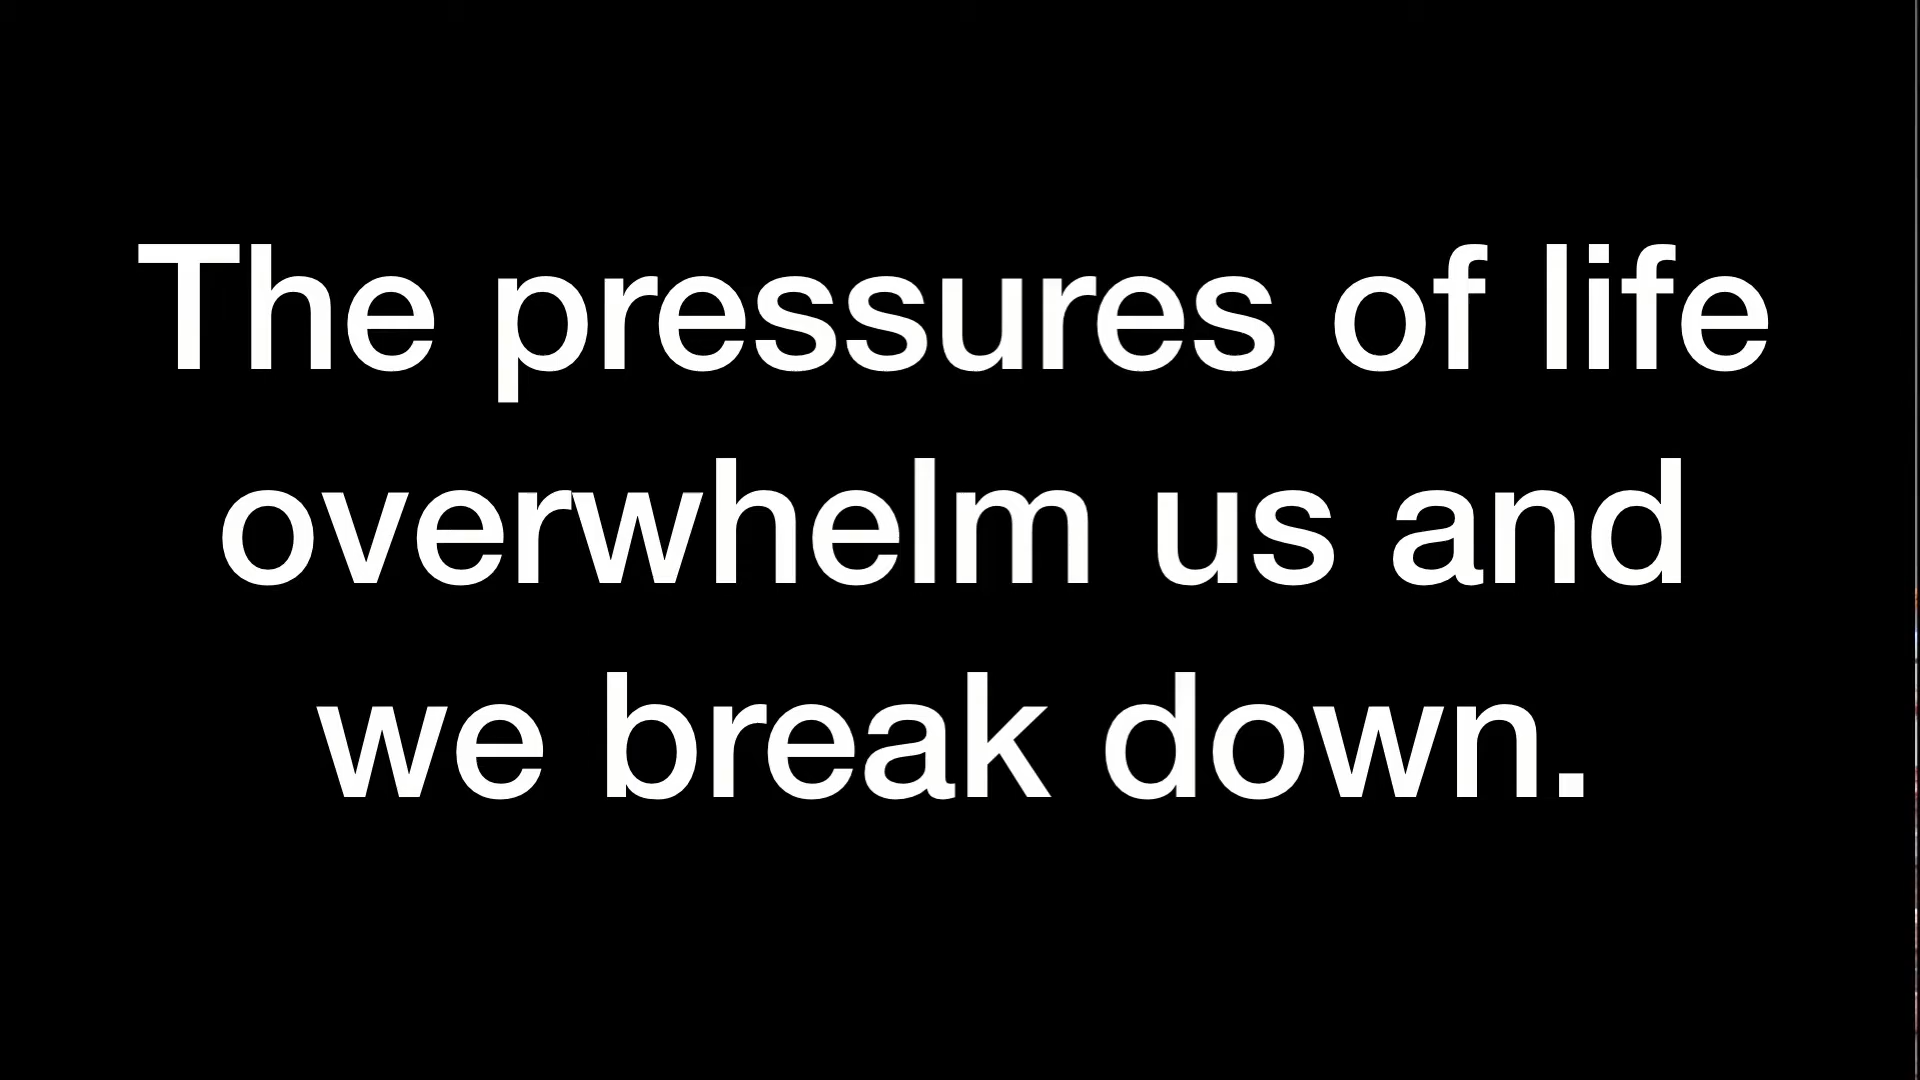 The pressures of life
overwhelm us and
we break down.